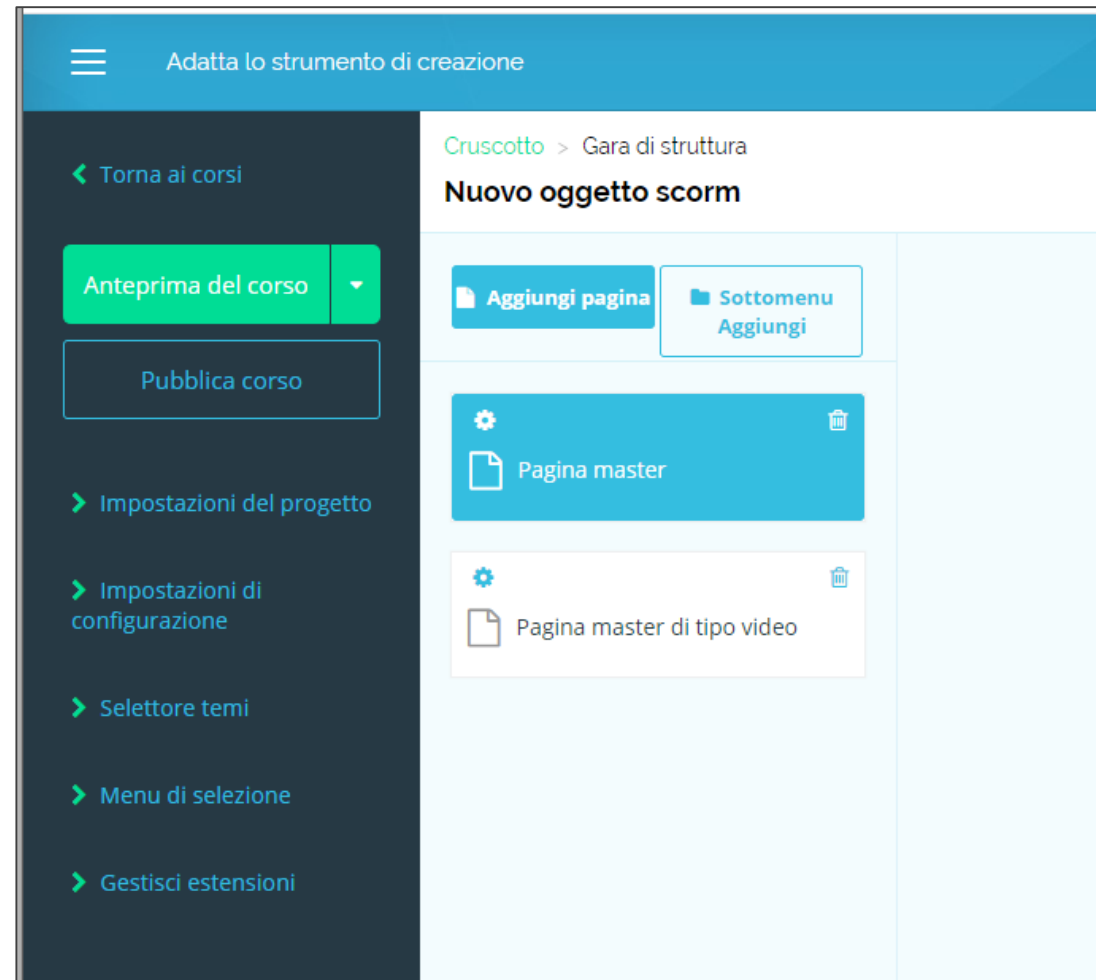 Adatta lo strumento di creazione
Torna ai corsi
Anteprima del corso
Pubblica corso
Impostazioni del progetto
Impostazioni di
configurazione
Selettore temi
Menu di selezione
Gestisci estensioni
Cruscotto > Gara di struttura
Nuovo oggetto scorm
Aggiungi pagina
Sottomenu
Aggiungi
Pagina master
Pagina master di tipo video